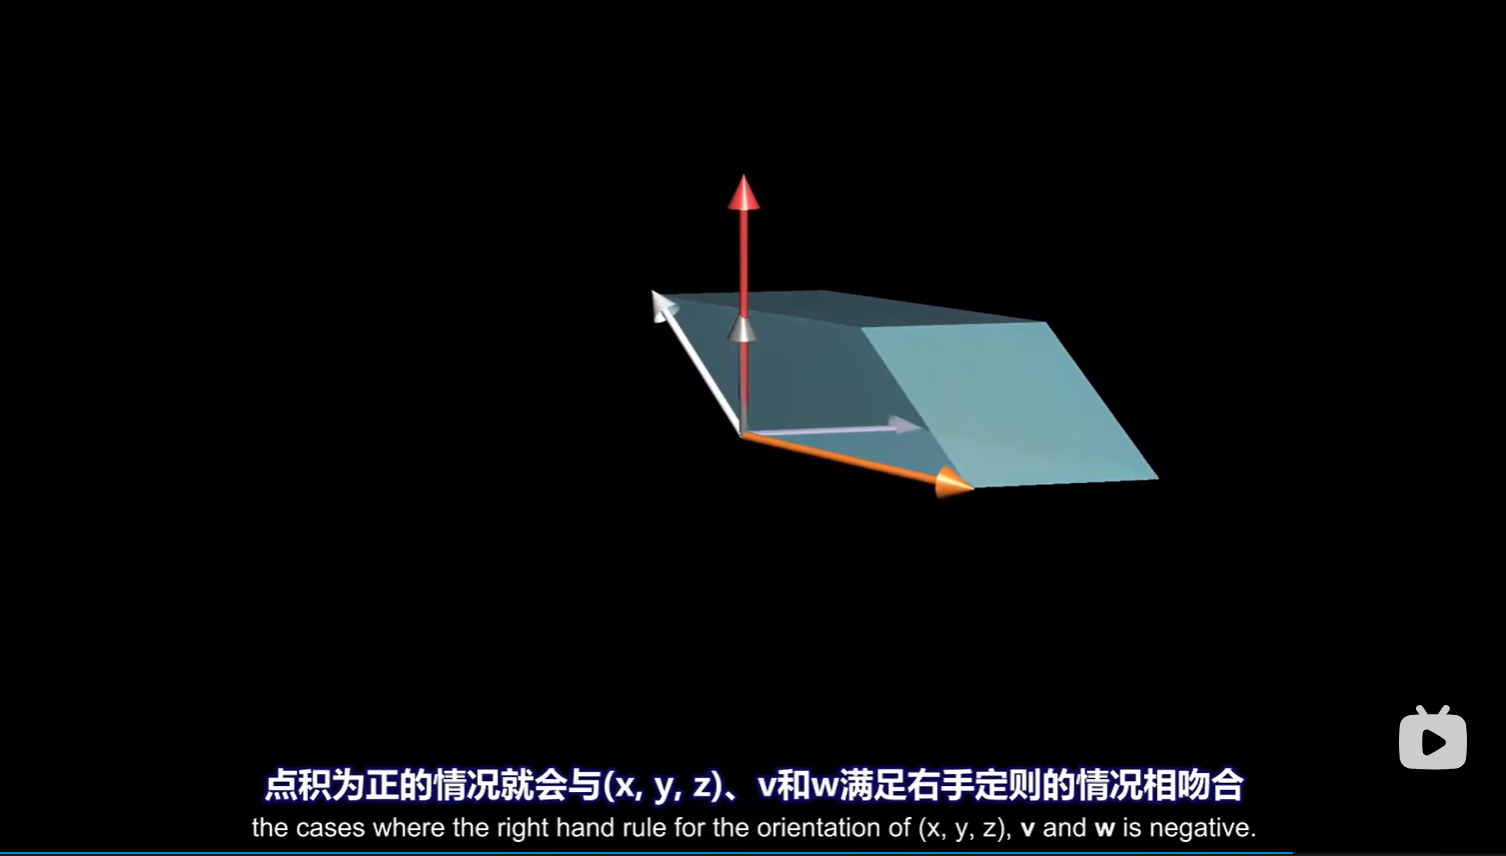 点积为正的情况就会与(x, y, z)、v和w满足右手定则的情况相吻合
the cases where the right hand rule for the orientation of (x, y, z), v and w is negative.